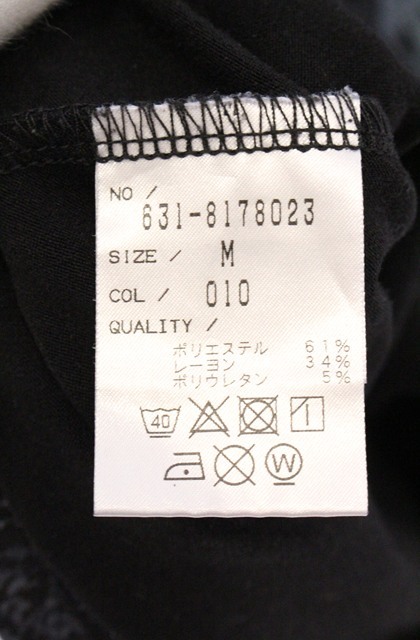 NO /
631-8178023
SIZE / M
COL / 010
QUALITY /
ポリエステル 61%
レーヨン 34%
ポリウレタン 5%
40
W